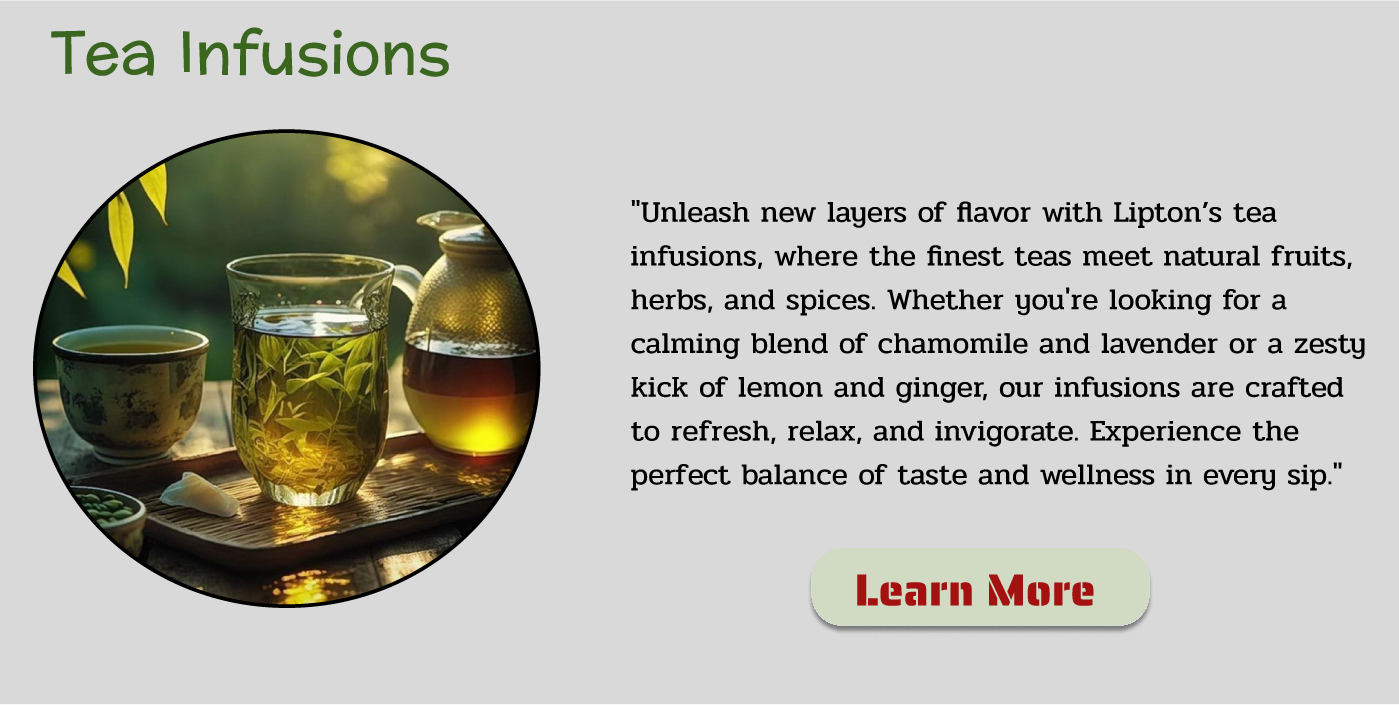 Tea Infusions
"Unleash new layers of flavor with Lipton’s tea
infusions, where the finest teas meet natural fruits,
herbs, and spices. Whether you're looking for a
calming blend of chamomile and lavender or a zesty
kick of lemon and ginger, our infusions are crafted
to refresh, relax, and invigorate. Experience the
perfect balance of taste and wellness in every sip."
Learn More